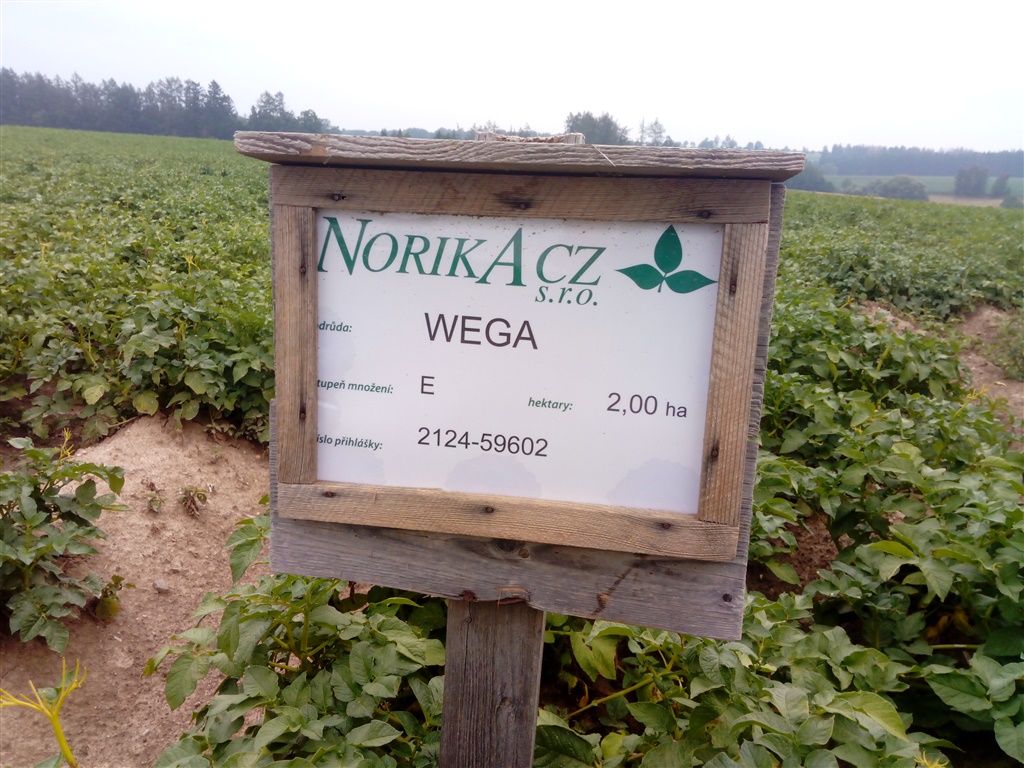 NORIKA CZ
s.r.o.
drůda: WEGA
tupeň množení: E hektary: 2,00 ha
íslo přihlášky: 2124-59602